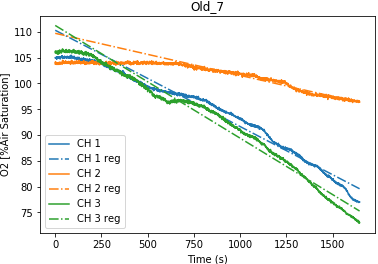 Old_7
O2 [%Air Saturation]
110
105
100
95
90
85
80
75
CH 1
CH 1 reg
CH 2
CH 2 reg
CH 3
CH 3 reg
0 250 500 750 1000 1250 1500
Time (s)